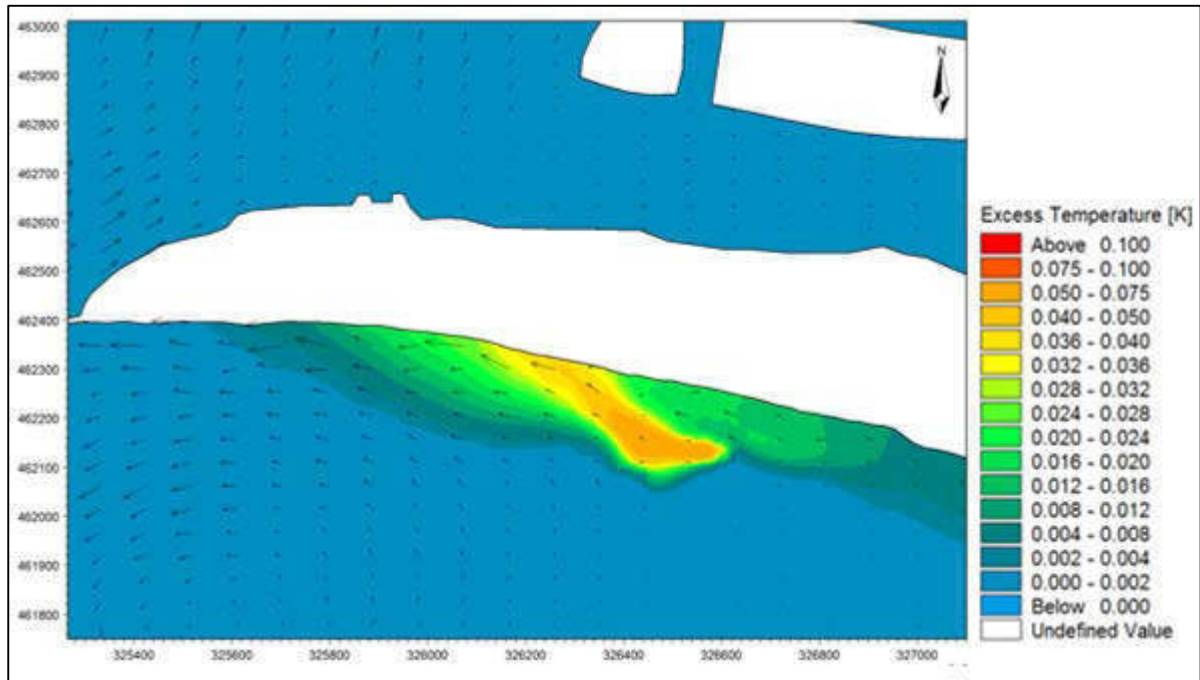 463000
462900
462800
462700
462600
462500
462400
462300
462200
462100
462000
461900
461800
325400 325600 325800 326000 326200 326400 326600 326800 327000
N
Excess Temperature [K]
Above 0.100
0.075 - 0.100
0.050 - 0.075
0.040 - 0.050
0.036 - 0.040
0.032 - 0.036
0.028 - 0.032
0.024 - 0.028
0.020 - 0.024
0.016 - 0.020
0.012 - 0.016
0.008 - 0.012
0.004 - 0.008
0.002 - 0.004
0.000 - 0.002
Below 0.000
Undefined Value